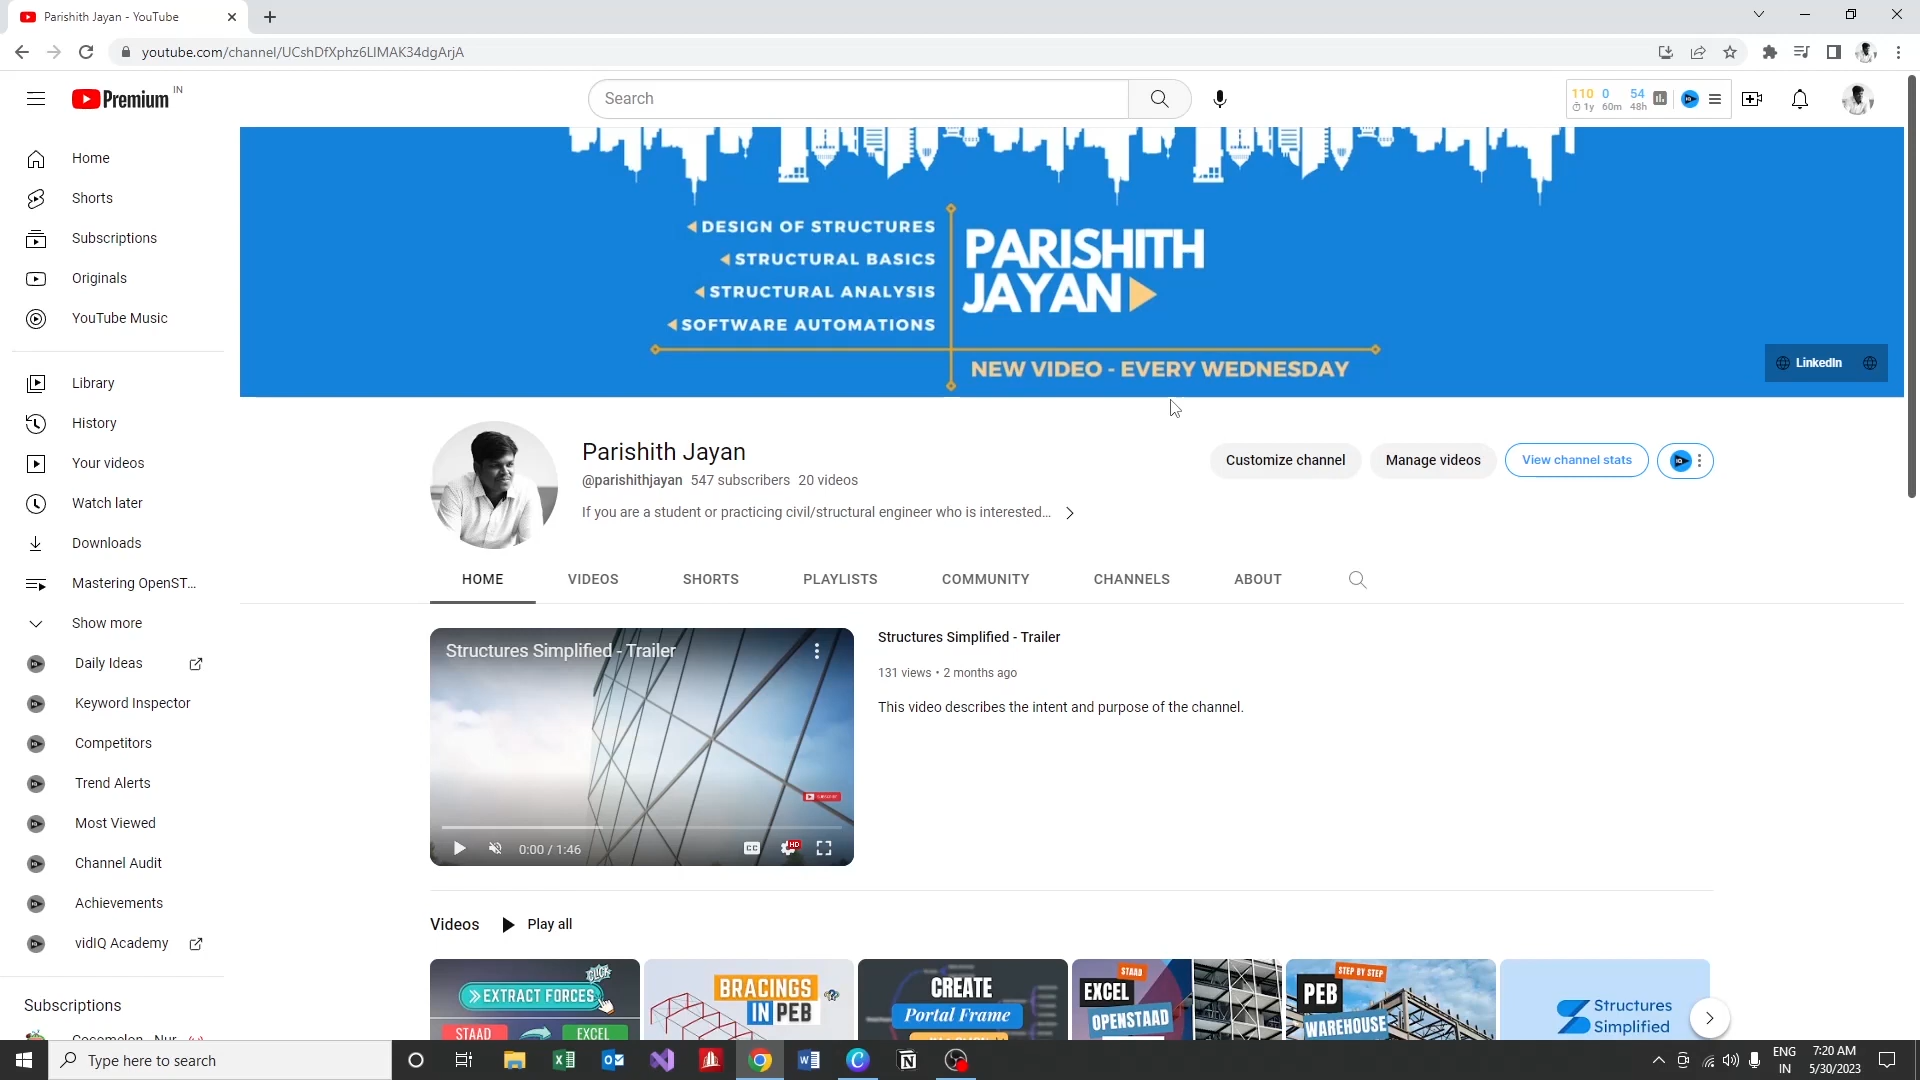 Parishith Jayan - YouTube
youtube.com/channel/UCshDfXphz6LlMAK34dgArjA
Premium IN
Search
110 0 54
1y 60m 48h
Home
Shorts
Subscriptions
Originals
YouTube Music
Library
History
Your videos
Watch later
Downloads
Mastering OpenST...
Show more
Daily Ideas
Keyword Inspector
Competitors
Trend Alerts
Most Viewed
Channel Audit
Achievements
vidIQ Academy
Subscriptions
DESIGN OF STRUCTURES
STRUCTURAL BASICS
STRUCTURAL ANALYSIS
SOFTWARE AUTOMATIONS
PARISHITH
JAYAN
NEW VIDEO - EVERY WEDNESDAY
LinkedIn
Parishith Jayan
@parishithjayan 547 subscribers 20 videos
If you are a student or practicing civil/structural engineer who is interested...
Customize channel
Manage videos
View channel stats
HOME VIDEOS SHORTS PLAYLISTS COMMUNITY CHANNELS ABOUT
Structures Simplified - Trailer
0:00 / 1:46
CC
HD
Structures Simplified - Trailer
131 views • 2 months ago
This video describes the intent and purpose of the channel.
Videos Play all
CLICK
EXTRACT FORCES
STAAD
EXCEL
BRACINGS
IN PEB
CREATE
Portal Frame
STAAD
EXCEL
OPENSTAAD
STEP BY STEP
PEB
WAREHOUSE
Structures
Simplified
Type here to search
ENG
IN
7:20 AM
5/30/2023